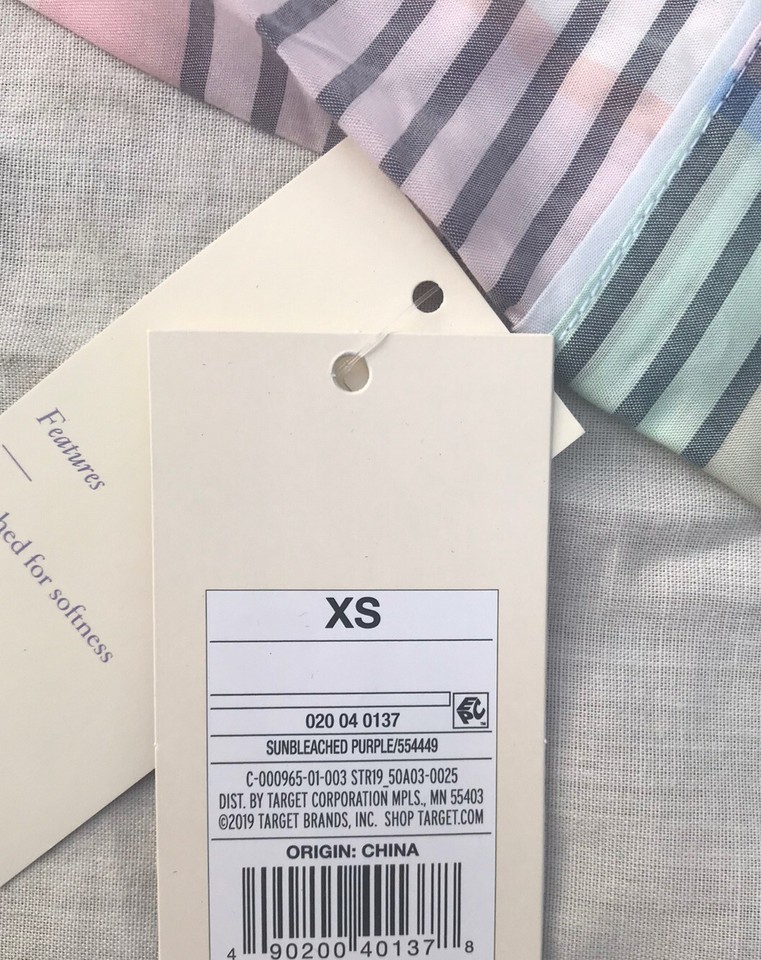 Features
for softness
XS
020 04 0137
EPC
SUNBLEACHED PURPLE/554449
C-000965-01-003 STR19_50A03-0025
DIST. BY TARGET CORPORATION MPLS., MN 55403
©2019 TARGET BRANDS, INC. SHOP TARGET.COM
ORIGIN: CHINA
4 90200 40137 8